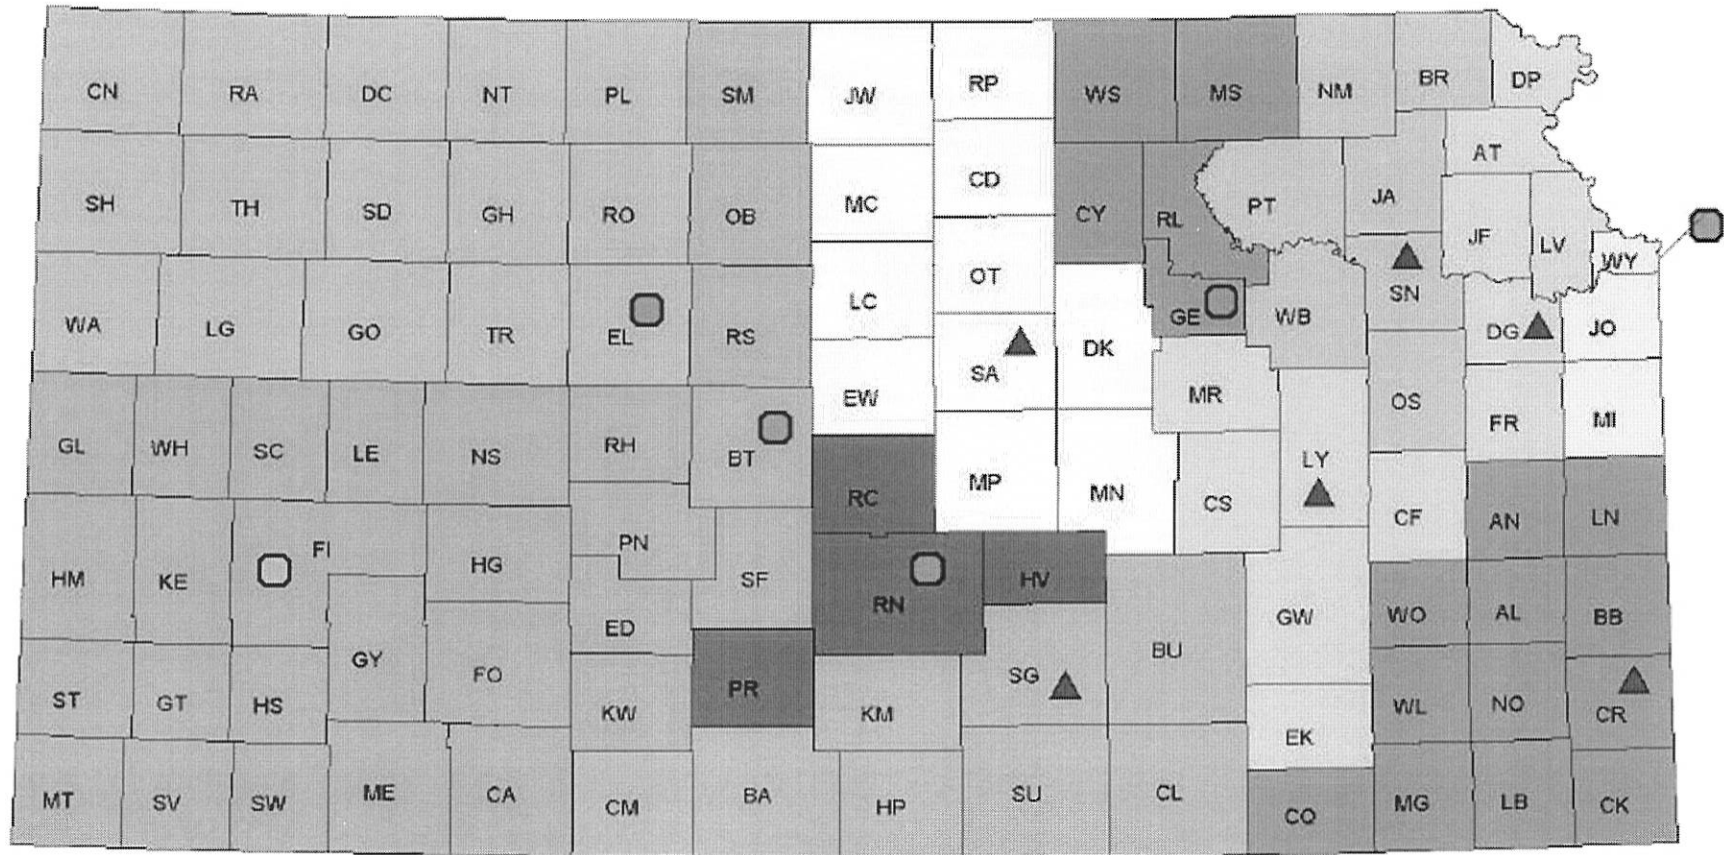 CN RA DC NT PL SM JW RP WS MS NM BR DP
SH TH SD GH RO OB MC CD CY RL PT JA AT
JF LV WY
WA LG GO TR EL RS LC OT GE WB SN DG JO
EW SA DK MR OS FR MI
GL WH SC LE NS RH BT RC MP MN CS LY CF AN LN
HM KE FI HG PN SF RN HV
ED GW WO AL BB
ST GT HS GY FO KW PR KM SG BU EK WL NO CR
MT SV SW ME CA CM BA HP SU CL CQ MG LB CK